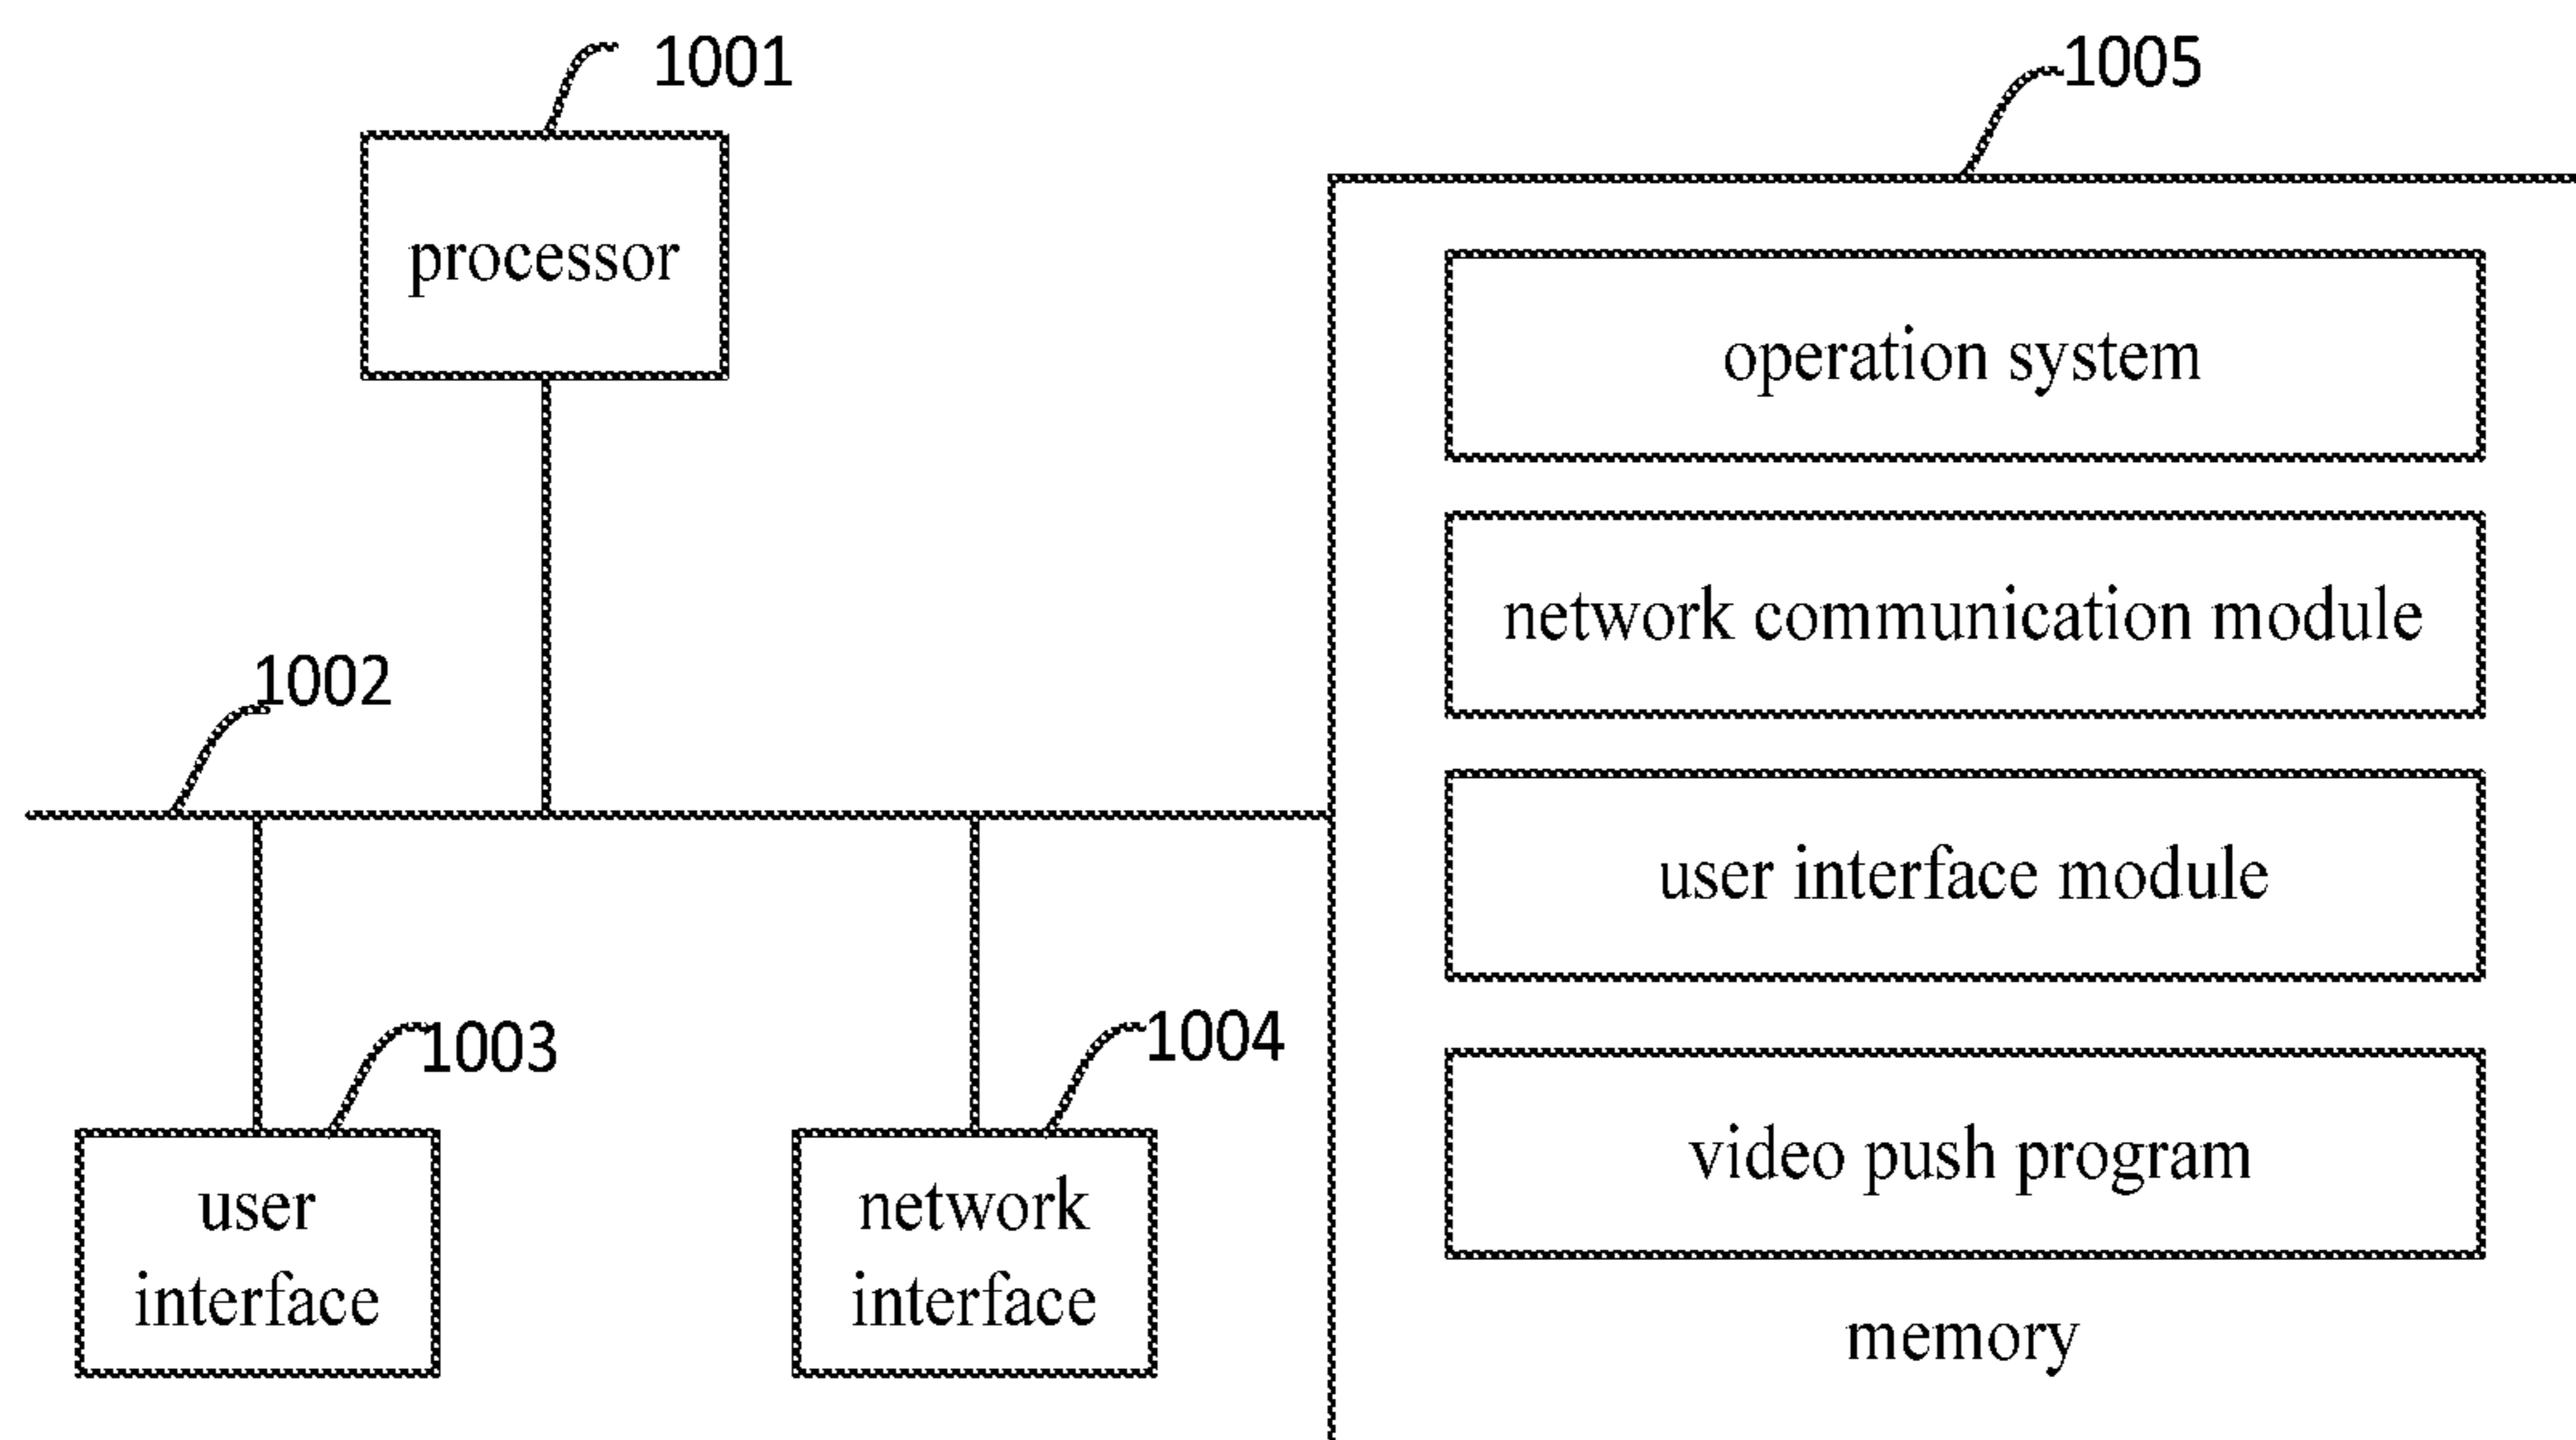 1001
processor
1005
operation system
network communication module
1002
user interface module
1003
user
interface
1004
network
interface
video push program
memory